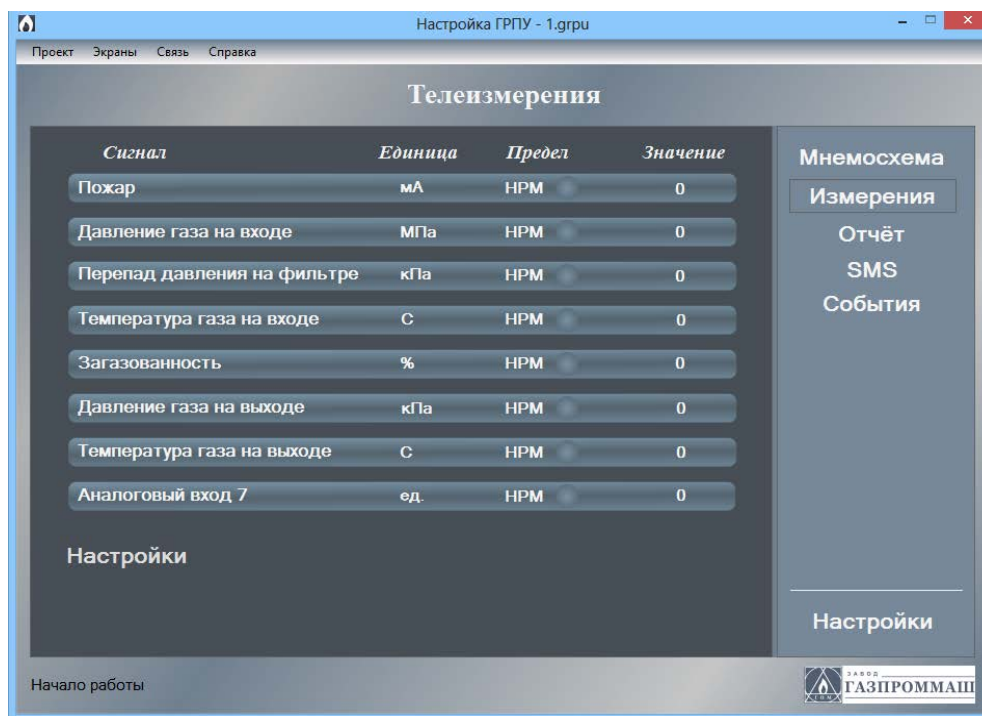 Настройка ГРПУ - 1.grpu
Проект Экраны Связь Справка
Телеизмерения
Сигнал Единица Предел Значение
Пожар мА НРМ 0
Давление газа на входе МПа НРМ 0
Перепад давления на фильтре кПа НРМ 0
Температура газа на входе С НРМ 0
Загазованность % НРМ 0
Давление газа на выходе кПа НРМ 0
Температура газа на выходе С НРМ 0
Аналоговый вход 7 ед. НРМ 0
Настройки
Мнемосхема
Измерения
Отчёт
SMS
События
Настройки
Начало работы
ЗАВОД
ГАЗПРОММАШ